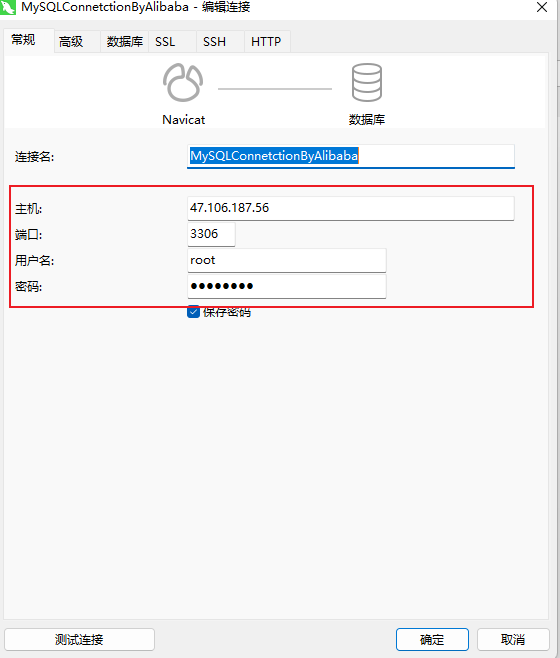 MySQLConnetctionByAlibaba - 编辑连接
常规 高级 数据库 SSL SSH HTTP
Navicat 数据库
连接名: MySQLConnetctionByAlibaba
主机: 47.106.187.56
端口: 3306
用户名: root
密码: ●●●●●●●●
保存密码
测试连接 确定 取消